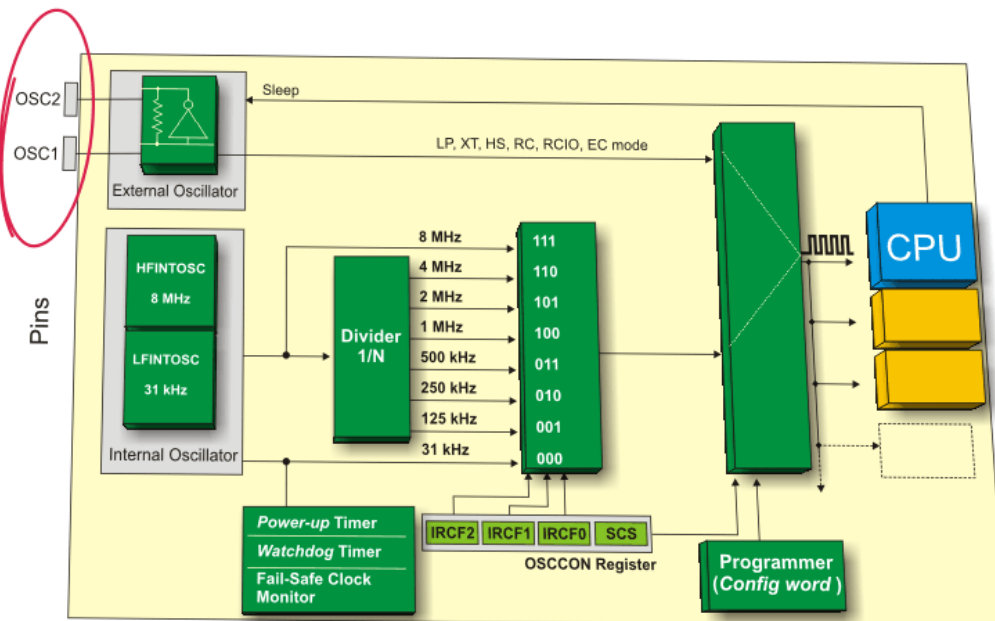 OSC2
OSC1
Pins
External Oscillator
Sleep
LP, XT, HS, RC, RCIO, EC mode
HFINTOSC
8 MHz
LFINTOSC
31 kHz
Internal Oscillator
Divider
1/N
8 MHz
4 MHz
2 MHz
1 MHz
500 kHz
250 kHz
125 kHz
31 kHz
111
110
101
100
011
010
001
000
CPU
Power-up Timer
Watchdog Timer
Fail-Safe Clock
Monitor
IRCF2 IRCF1 IRCF0 SCS
OSCCON Register
Programmer
(Config word )